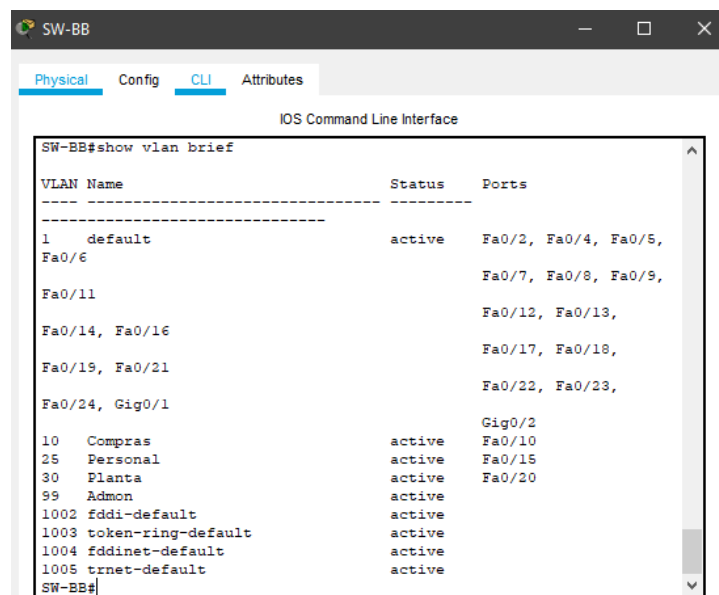 SW-BB
Physical Config CLI Attributes
IOS Command Line Interface
SW-BB#show vlan brief
VLAN Name Status Ports
---- -------------------------------- ---------
-------------------------------
1 default active Fa0/2, Fa0/4, Fa0/5,
Fa0/6
Fa0/7, Fa0/8, Fa0/9,
Fa0/11
Fa0/12, Fa0/13,
Fa0/14, Fa0/16
Fa0/17, Fa0/18,
Fa0/19, Fa0/21
Fa0/22, Fa0/23,
Fa0/24, Gig0/1
Gig0/2
10 Compras active Fa0/10
25 Personal active Fa0/15
30 Planta active Fa0/20
99 Admon active
1002 fddi-default active
1003 token-ring-default active
1004 fddinet-default active
1005 trnet-default active
SW-BB#